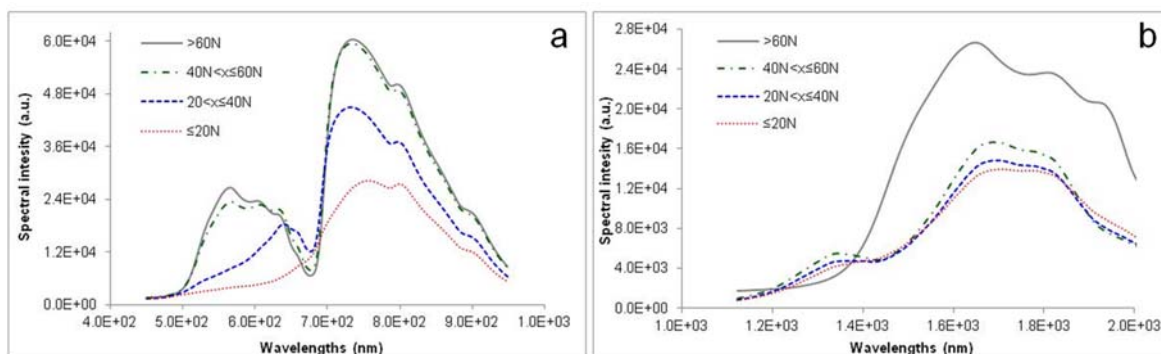 a
6.0E+04
4.8E+04
3.6E+04
2.4E+04
1.2E+04
0.0E+00
Spectral intesity (a.u.)
>60N
40N<x≤60N
20<x≤40N
≤20N
4.0E+02 5.0E+02 6.0E+02 7.0E+02 8.0E+02 9.0E+02 1.0E+03
Wavelengths (nm)
b
2.8E+04
2.4E+04
2.0E+04
1.6E+04
1.2E+04
8.0E+03
4.0E+03
0.0E+00
Spectral intesity (a.u.)
>60N
40N<x≤60N
20N<x≤40N
≤20N
1.0E+03 1.2E+03 1.4E+03 1.6E+03 1.8E+03 2.0E+03
Wavelengths (nm)